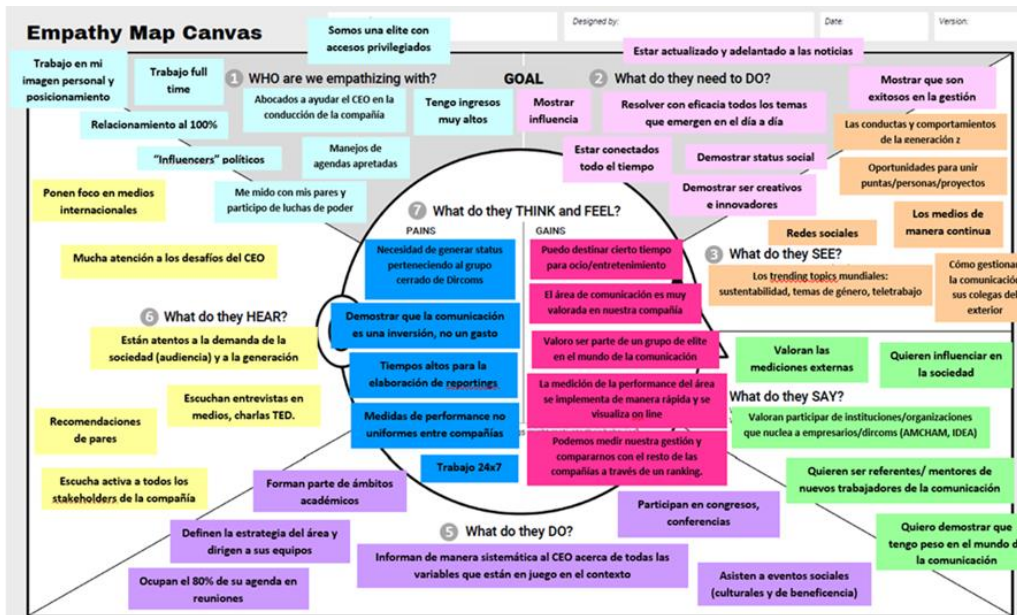 Empathy Map Canvas
Designed by:
Date:
Version:
Somos una elite con
accesos privilegiados
Trabajo en mi
imagen personal y
posicionamiento
Trabajo full
time
1 WHO are we empathizing with?
Abocados a ayudar el CEO en la
conducción de la compañía
Tengo ingresos
muy altos
Relacionamiento al 100%
"Influencers" políticos
Manejos de
agendas apretadas
Me mido con mis pares y
participo de luchas de poder
GOAL
Estar actualizado y adelantado a las noticias
2 What do they need to DO?
Mostrar
influencia
Resolver con eficacia todos los temas
que emergen en el día a día
Mostrar que son
exitosos en la gestión
Estar conectados
todo el tiempo
Demostrar status social
Demostrar ser creativos
e innovadores
Las conductas y comportamientos
de la generación z
Oportunidades para unir
puntas/personas/proyectos
Redes sociales
Los medios de
manera continua
3 What do they SEE?
Los trending topics mundiales:
sustentabilidad, temas de género, teletrabajo
Cómo gestionar
la comunicación
sus colegas del
exterior
Valoran las
mediciones externas
Quieren influenciar en
la sociedad
What do they SAY?
Valoran participar de instituciones/organizaciones
que nuclea a empresarios/dircoms (AMCHAM, IDEA)
Quieren ser referentes/ mentores de
nuevos trabajadores de la comunicación
Quiero demostrar que
tengo peso en el mundo de
la comunicación
5 What do they DO?
Forman parte de ámbitos
académicos
Participan en congresos,
conferencias
Definen la estrategia del área y
dirigen a sus equipos
Informan de manera sistemática al CEO acerca de todas las
variables que están en juego en el contexto
Ocupan el 80% de su agenda en
reuniones
Asisten a eventos sociales
(culturales y de beneficencia)
Ponen foco en medios
internacionales
Mucha atención a los desafíos del CEO
6 What do they HEAR?
Están atentos a la demanda de la
sociedad (audiencia) y a la generación
Escuchan entrevistas en
medios, charlas TED.
Recomendaciones
de pares
Escucha activa a todos los
stakeholders de la compañía
7 What do they THINK and FEEL?
PAINS
Necesidad de generar status
perteneciendo al grupo
cerrado de Dircoms
Demostrar que la comunicación
es una inversión, no un gasto
Tiempos altos para la
elaboración de reportings
Medidas de performance no
uniformes entre compañías
Trabajo 24x7
GAINS
Puedo destinar cierto tiempo
para ocio/entretenimiento
El área de comunicación es muy
valorada en nuestra compañía
Valoro ser parte de un grupo de elite
en el mundo de la comunicación
La medición de la performance del área
se implementa de manera rápida y se
visualiza on line
Podemos medir nuestra gestión y
compararnos con el resto de las
compañías a través de un ranking.